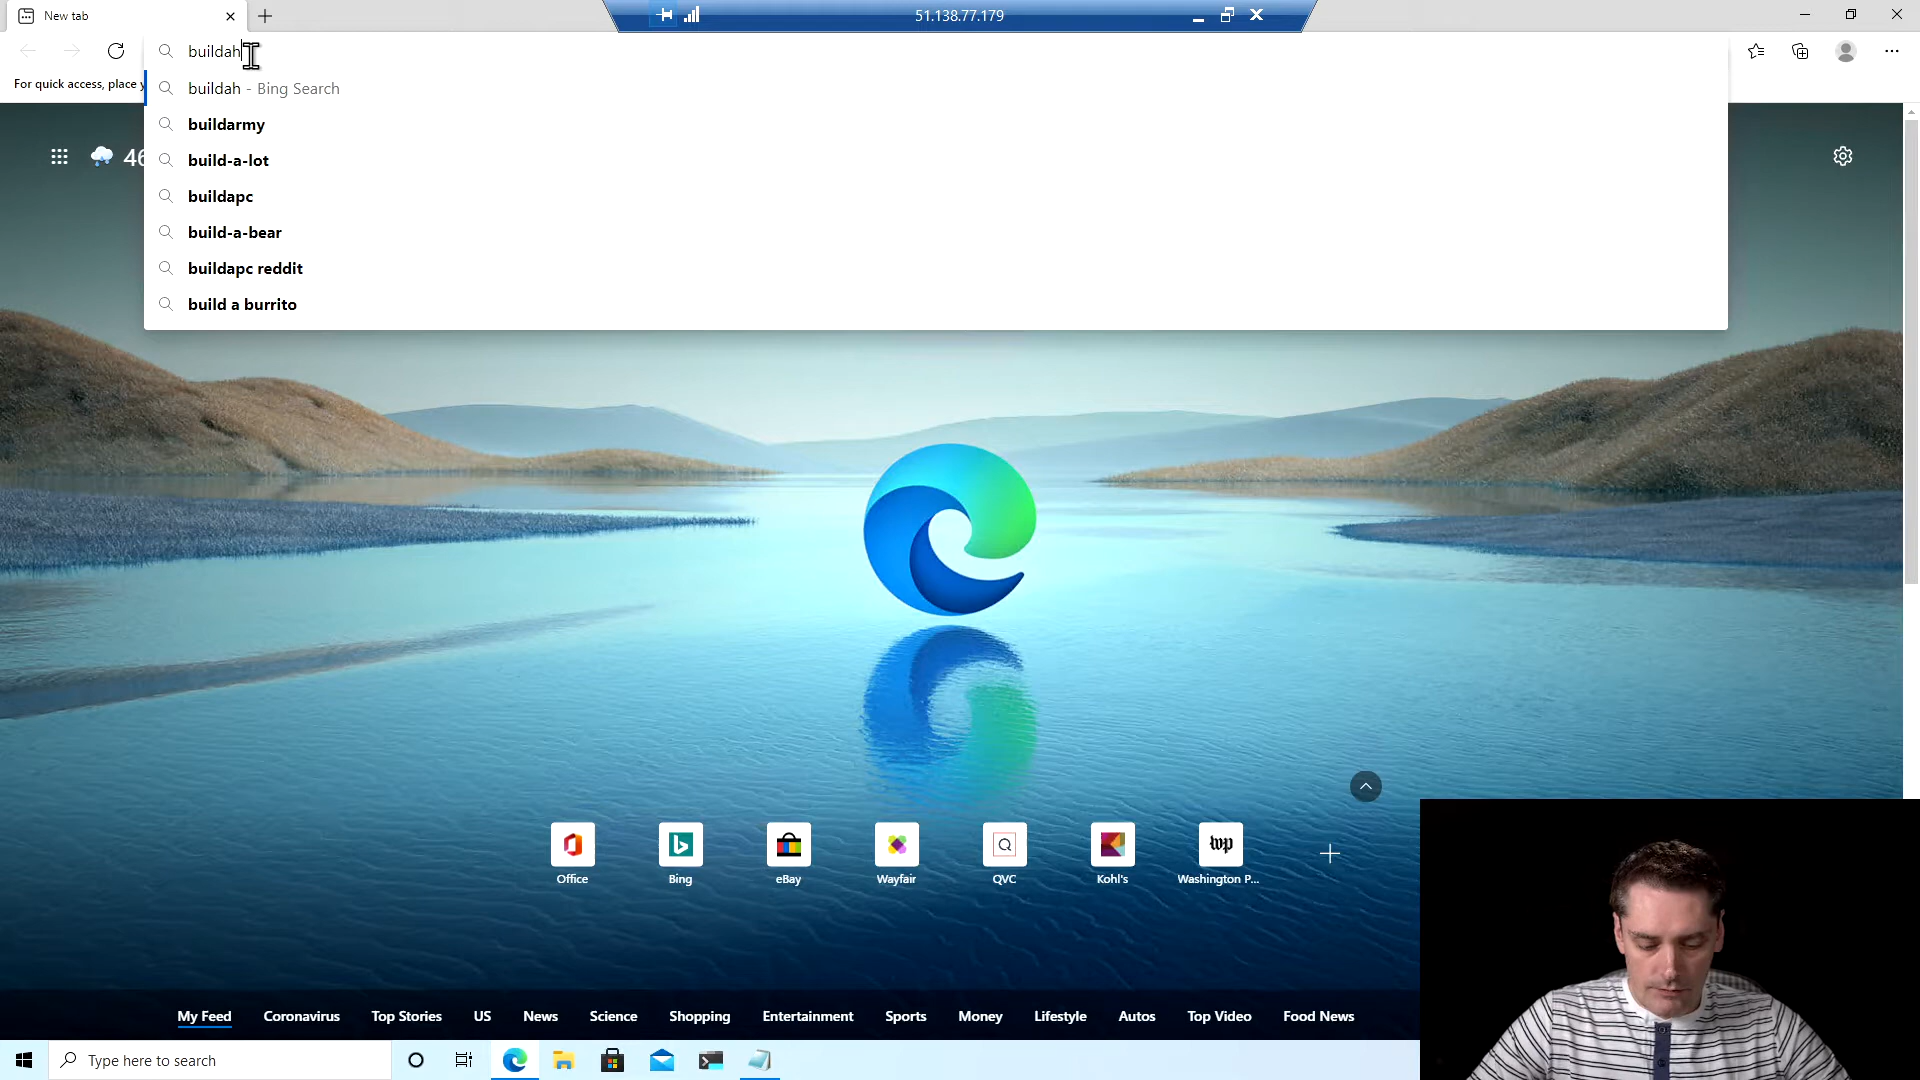 New tab
51.138.77.179
buildah
For quick access, place y
buildah - Bing Search
buildarmy
build-a-lot
buildapc
build-a-bear
buildapc reddit
build a burrito
46
Office
Bing
eBay
Wayfair
QVC
Kohl's
wp
Washington P...
My Feed
Coronavirus
Top Stories
US
News
Science
Shopping
Entertainment
Sports
Money
Lifestyle
Autos
Top Video
Food News
Type here to search